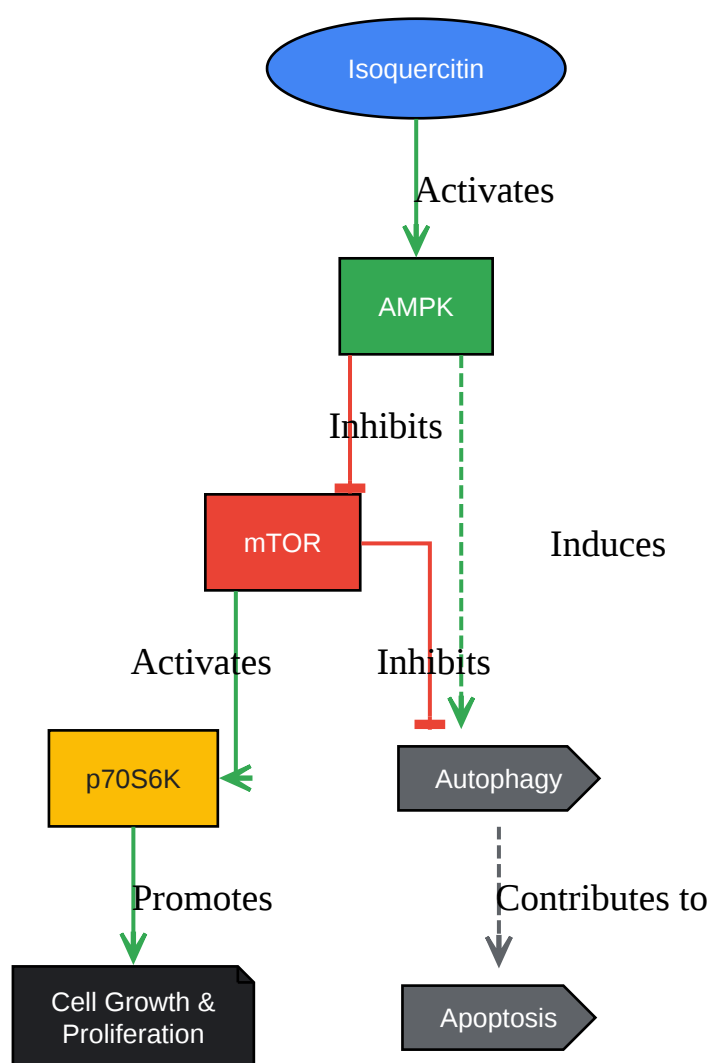 Isoquercitin
Activates
AMPK
Inhibits
mTOR
Induces
Activates
Inhibits
p70S6K
Autophagy
Promotes
Contributes to
Cell Growth &
Proliferation
Apoptosis